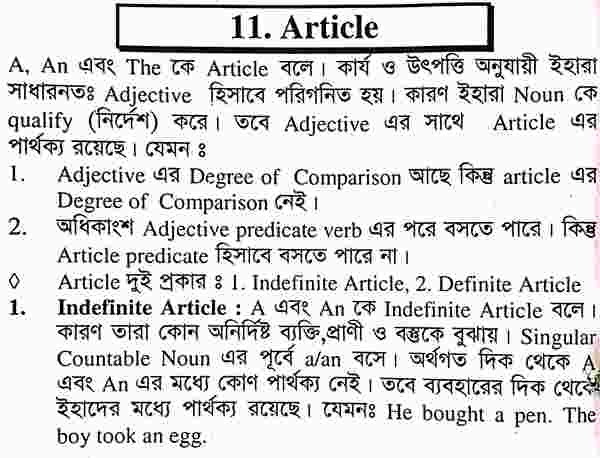 11. Article
A, An এবং The কে Article বলে। কার্য ও উৎপত্তি অনুযায়ী ইহারা
সাধারনতঃ Adjective হিসাবে পরিগনিত হয়। কারণ ইহারা Noun কে
qualify (নির্দেশ) করে। তবে Adjective এর সাথে Article এর
পার্থক্য রয়েছে। যেমন ঃ
1. Adjective এর Degree of Comparison আছে কিন্তু article এর
Degree of Comparison নেই।
2. অধিকাংশ Adjective predicate verb এর পরে বসতে পারে। কিন্তু
Article predicate হিসাবে বসতে পারে না।
◊ Article দুই প্রকার ঃ 1. Indefinite Article, 2. Definite Article
1. Indefinite Article : A এবং An কে Indefinite Article বলে।
কারণ তারা কোন অনির্দিষ্ট ব্যক্তি,প্রাণী ও বস্তুকে বুঝায়। Singular
Countable Noun এর পূর্বে a/an বসে। অর্থগত দিক থেকে A
এবং An এর মধ্যে কোণ পার্থক্য নেই। তবে ব্যবহারের দিক থেকে
ইহাদের মধ্যে পার্থক্য রয়েছে। যেমনঃ He bought a pen. The
boy took an egg.